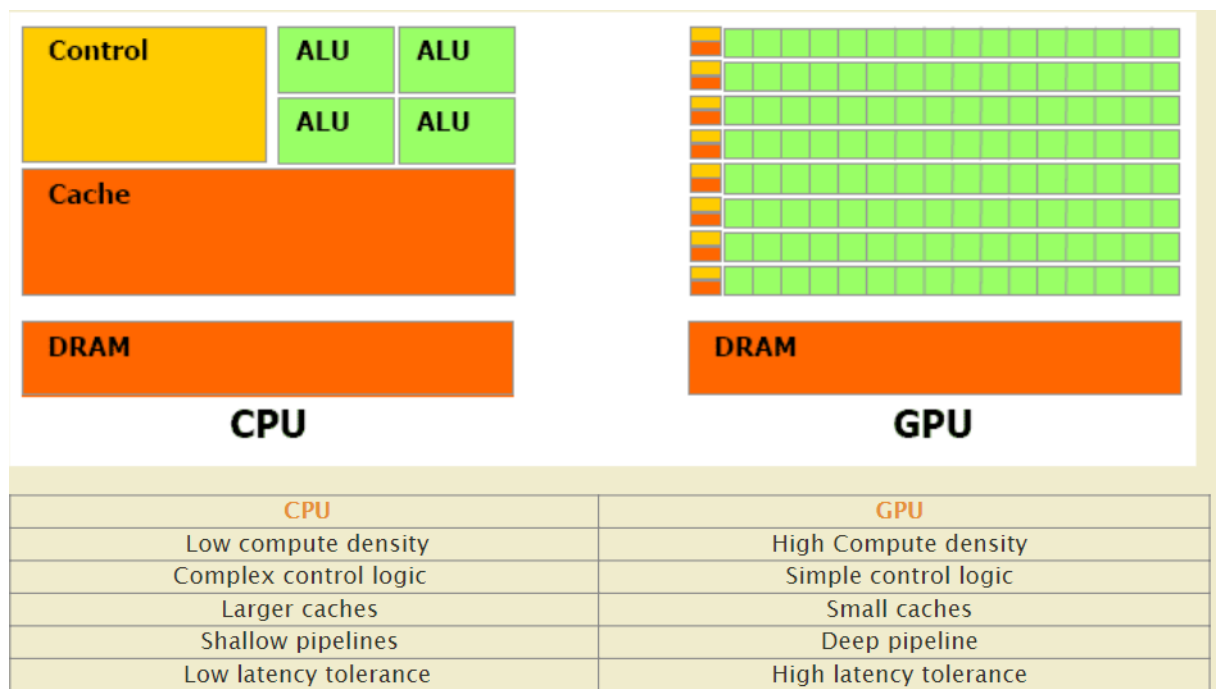 Control ALU ALU
ALU ALU
Cache
DRAM DRAM
CPU GPU
CPU GPU
Low compute density High Compute density
Complex control logic Simple control logic
Larger caches Small caches
Shallow pipelines Deep pipeline
Low latency tolerance High latency tolerance